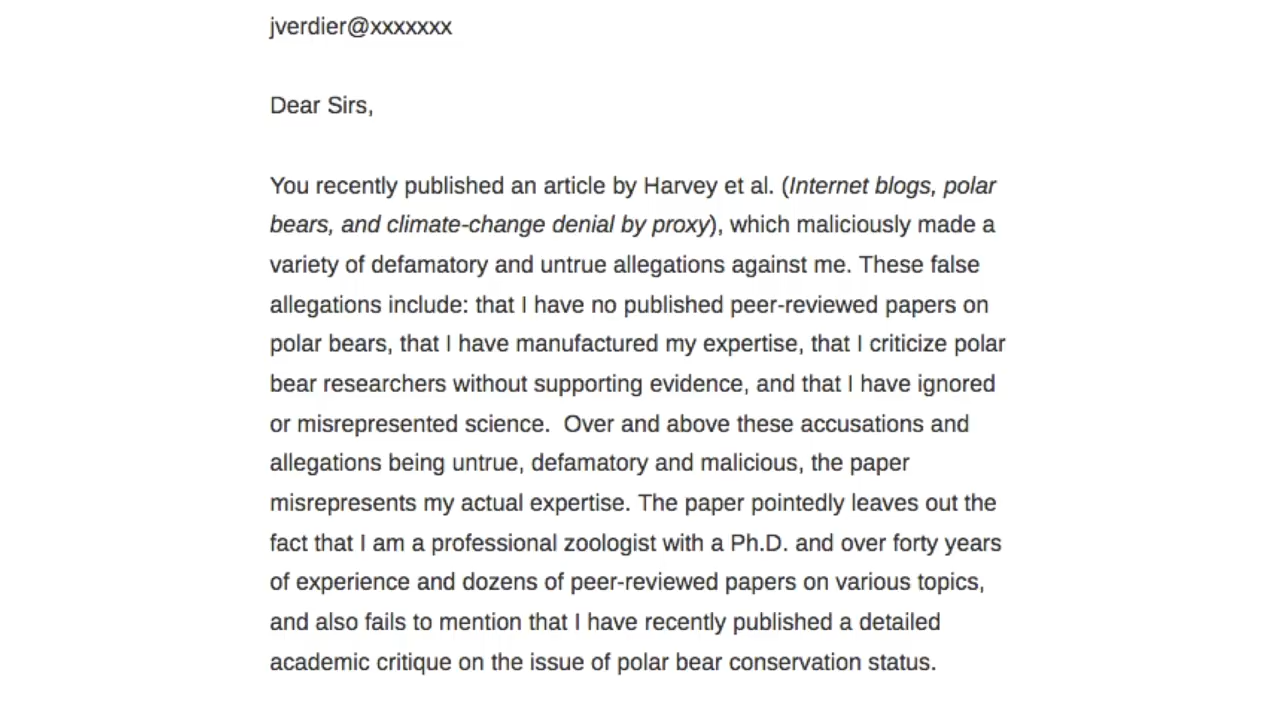 jverdier@xxxxxxx
Dear Sirs,
You recently published an article by Harvey et al. (Internet blogs, polar
bears, and climate-change denial by proxy), which maliciously made a
variety of defamatory and untrue allegations against me. These false
allegations include: that I have no published peer-reviewed papers on
polar bears, that I have manufactured my expertise, that I criticize polar
bear researchers without supporting evidence, and that I have ignored
or misrepresented science.  Over and above these accusations and
allegations being untrue, defamatory and malicious, the paper
misrepresents my actual expertise. The paper pointedly leaves out the
fact that I am a professional zoologist with a Ph.D. and over forty years
of experience and dozens of peer-reviewed papers on various topics,
and also fails to mention that I have recently published a detailed
academic critique on the issue of polar bear conservation status.